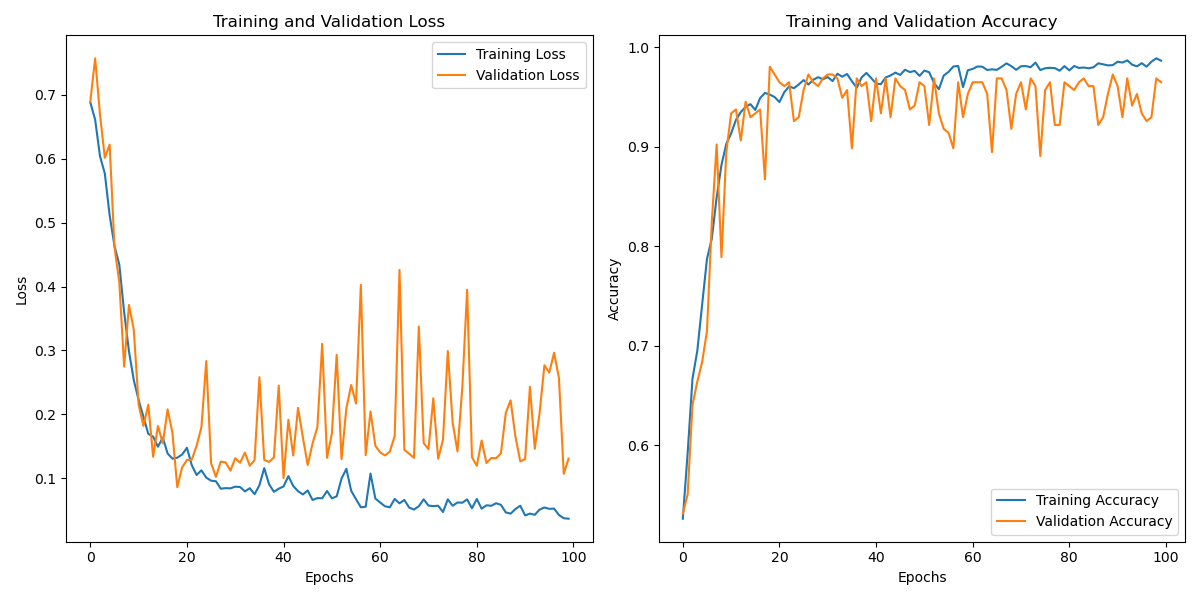 Training and Validation Loss
Training Loss
Validation Loss
0.7
0.6
0.5
0.4
0.3
0.2
0.1
Loss
0 20 40 60 80 100
Epochs
Training and Validation Accuracy
1.0
0.9
0.8
0.7
0.6
Accuracy
Training Accuracy
Validation Accuracy
0 20 40 60 80 100
Epochs